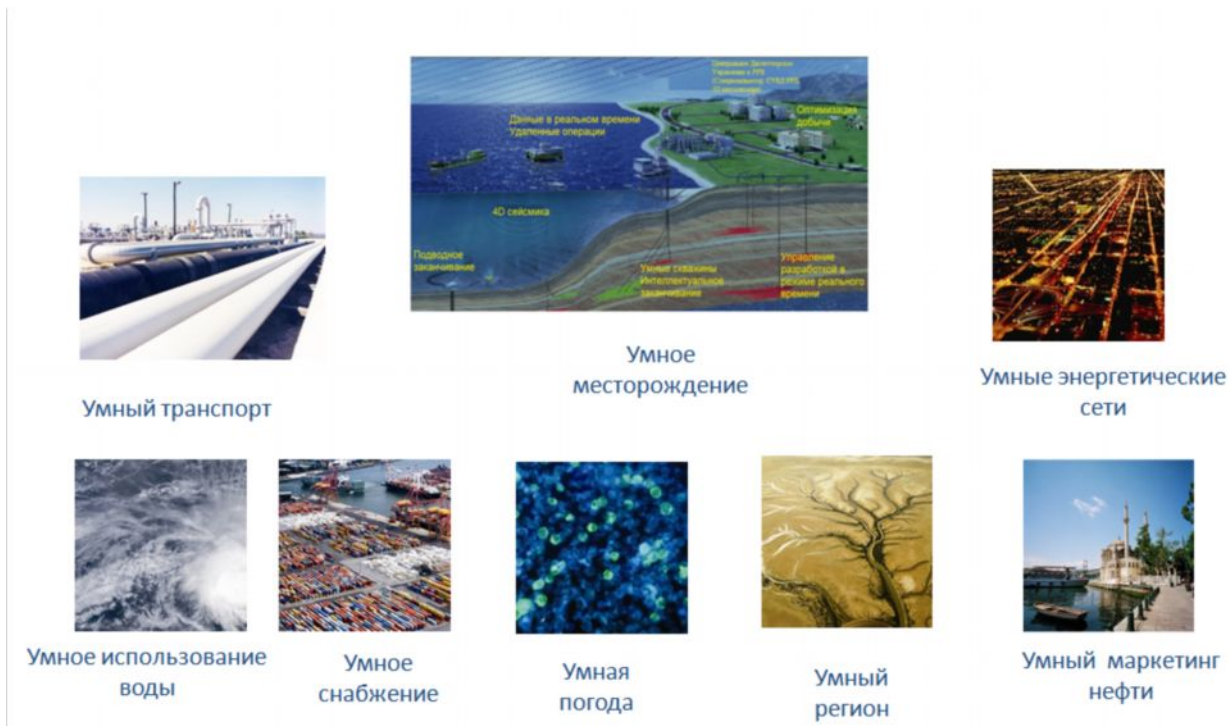 Данные в реальном времени
Удаленные операции
Оптимизация
добычи
4D сейсмика
Подводное
заканчивание
Умные скважины
Интеллектуальное
заканчивание
Управление
разработкой в
режиме реального
времени
Умное
месторождение
Умный транспорт
Умные энергетические
сети
Умное использование
воды
Умное
снабжение
Умная
погода
Умный
регион
Умный маркетинг
нефти